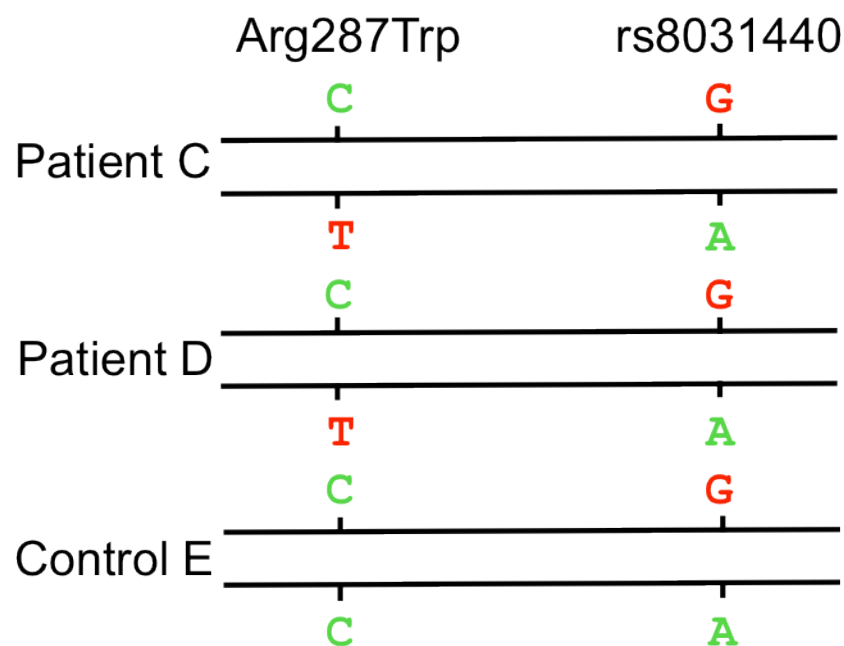 Arg287Trp rs8031440
C G
Patient C
T A
C G
Patient D
T A
C G
Control E
C A